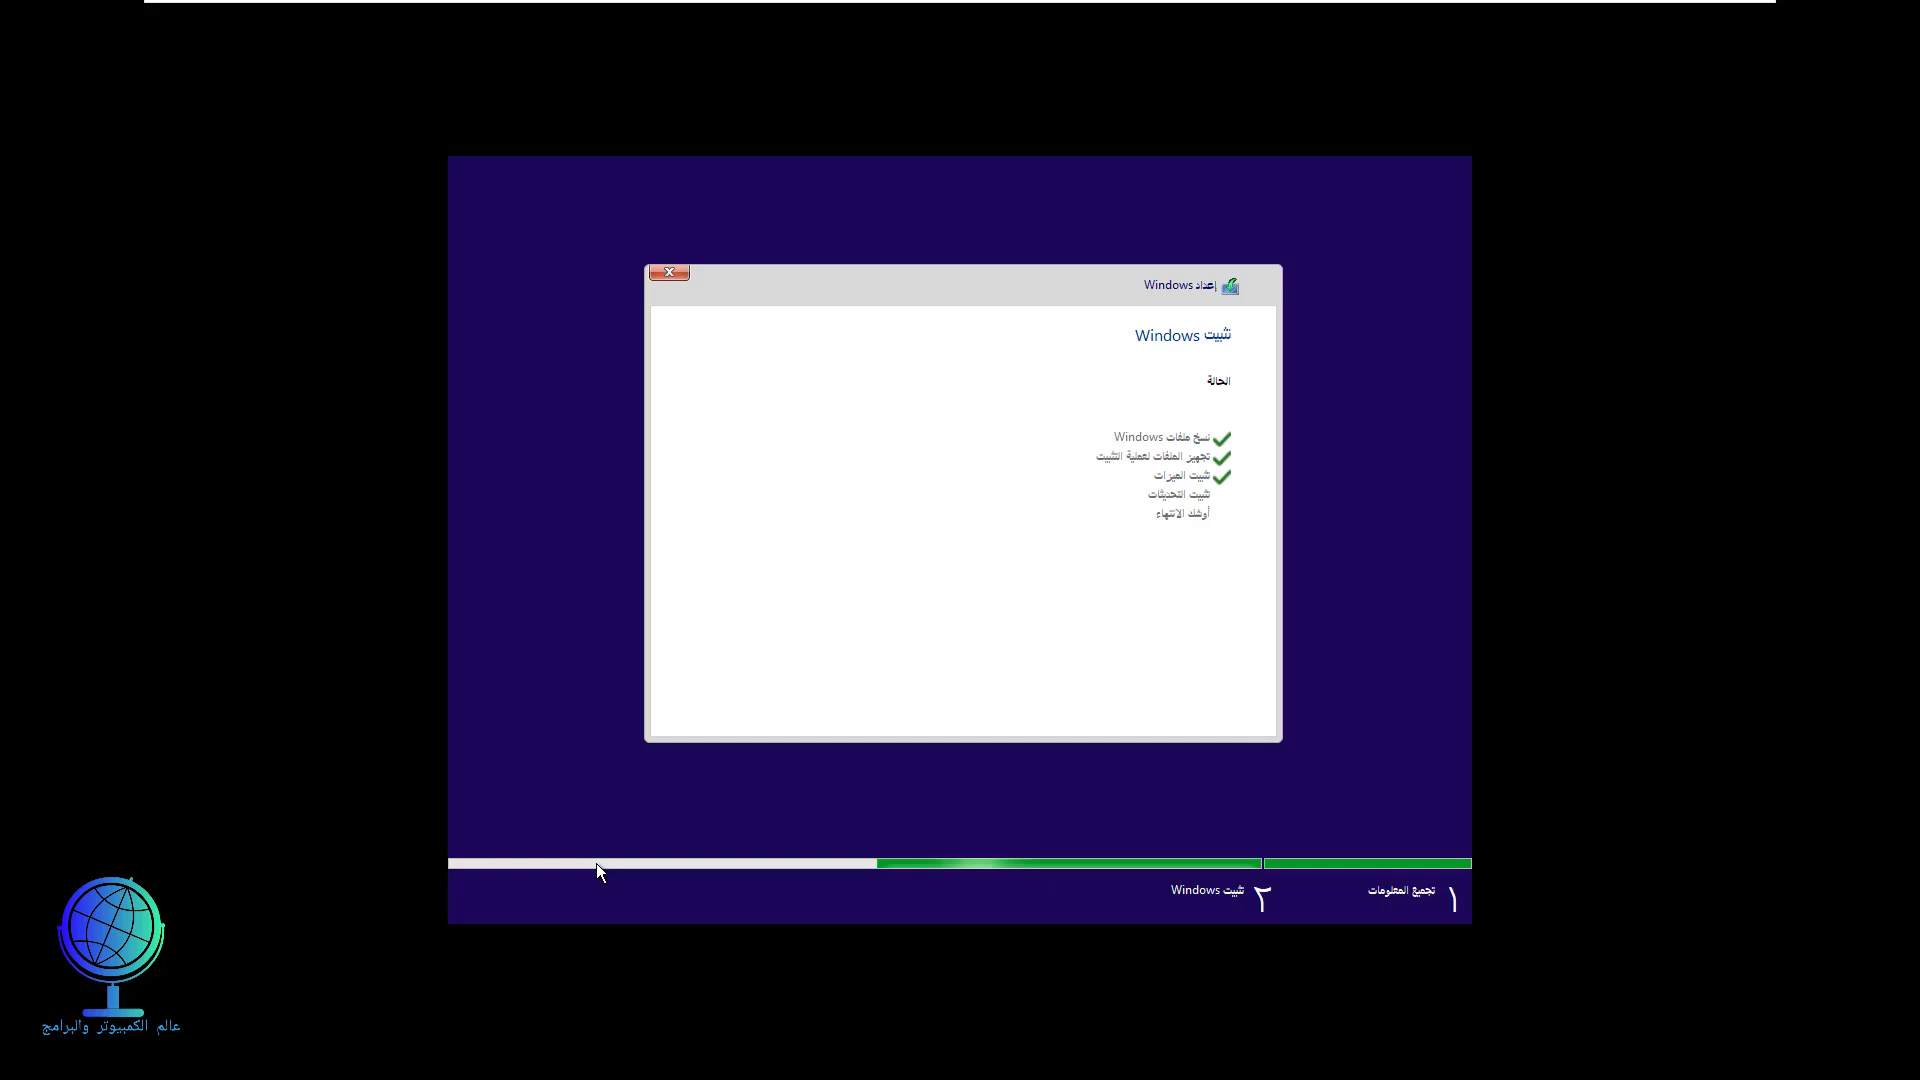 إعداد Windows
تثبيت Windows
الحالة
نسخ ملفات Windows
تجهيز الملفات لعملية التثبيت
تثبيت الميزات
تثبيت التحديثات
أوشك الانتهاء
١ تجميع المعلومات
٢ تثبيت Windows
عالم الكمبيوتر والبرامج